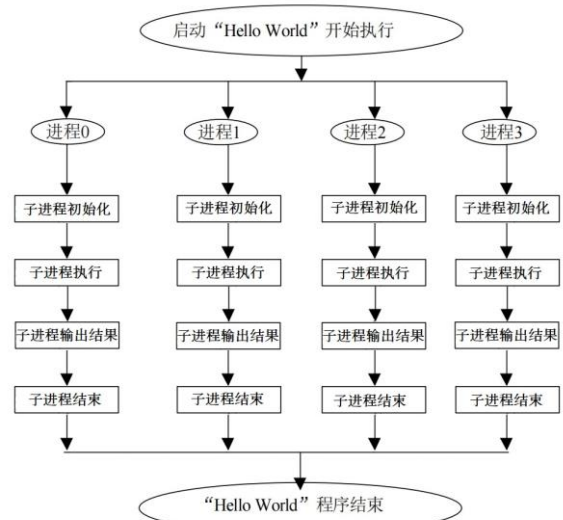 启动“Hello World”开始执行
进程0
进程1
进程2
进程3
子进程初始化
子进程初始化
子进程初始化
子进程初始化
子进程执行
子进程执行
子进程执行
子进程执行
子进程输出结果
子进程输出结果
子进程输出结果
子进程输出结果
子进程结束
子进程结束
子进程结束
子进程结束
“Hello World”程序结束